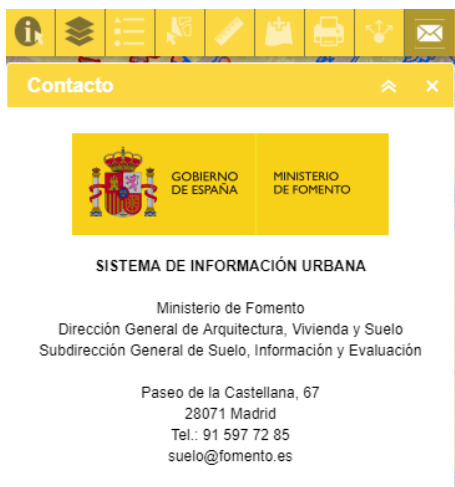 Contacto
GOBIERNO
DE ESPAÑA
MINISTERIO
DE FOMENTO
SISTEMA DE INFORMACIÓN URBANA
Ministerio de Fomento
Dirección General de Arquitectura, Vivienda y Suelo
Subdirección General de Suelo, Información y Evaluación
Paseo de la Castellana, 67
28071 Madrid
Tel.: 91 597 72 85
suelo@fomento.es